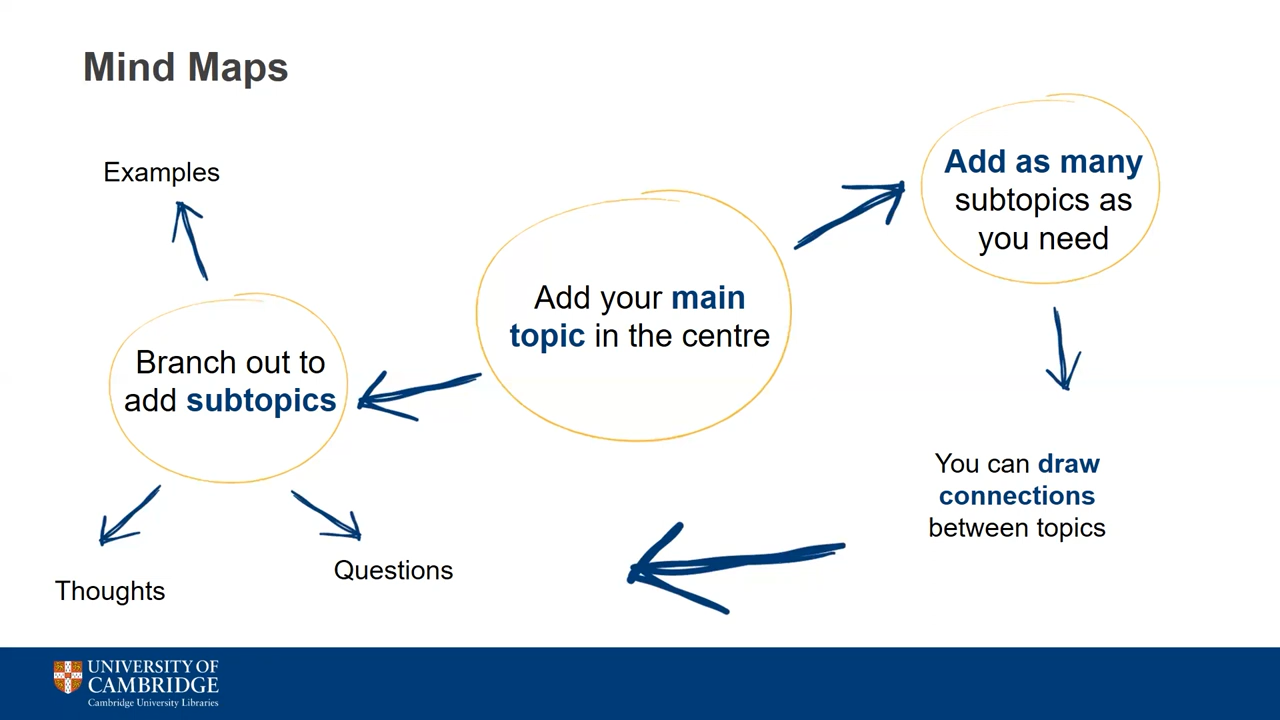 Mind Maps
Examples
Add as many
subtopics as
you need
Add your main
topic in the centre
Branch out to
add subtopics
You can draw
connections
between topics
Questions
Thoughts
UNIVERSITY OF
CAMBRIDGE
Cambridge University Libraries